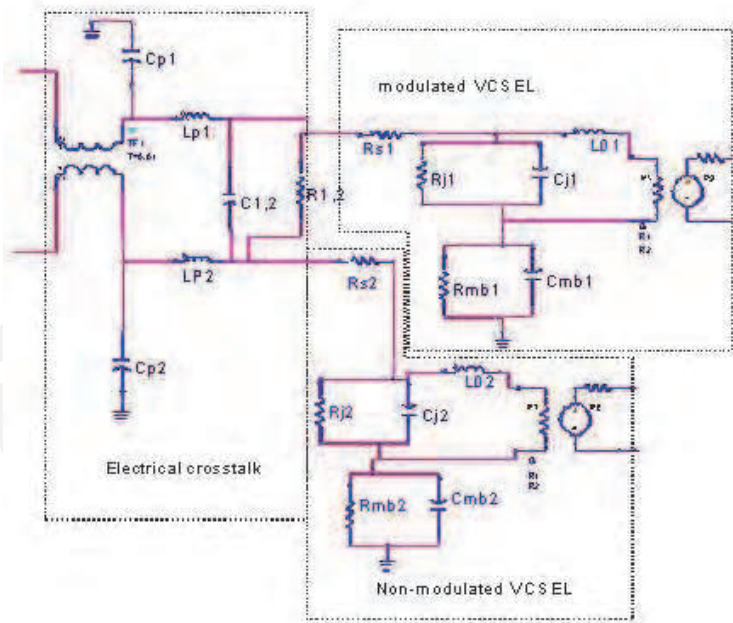 Cp1
modulated VCSEL
Lp1
Rs1
L01
Rj1
Cj1
C1,2
R1,2
LP2
Rs2
Rmb1
Cmb1
Cp2
L02
Rj2
Cj2
Electrical crosstalk
Rmb2
Cmb2
Non-modulated VCSEL